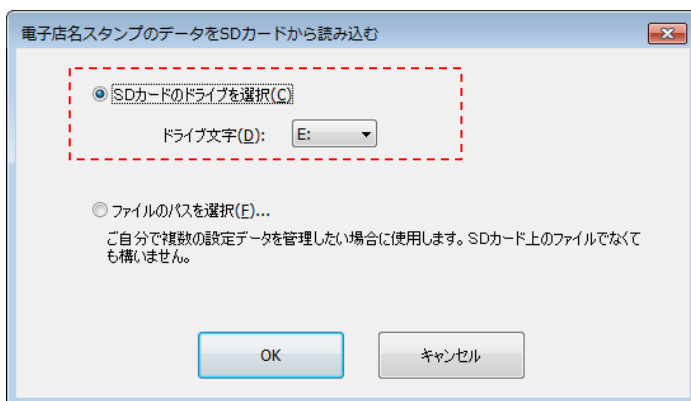 電子店名スタンプのデータをSDカードから読み込む
SDカードのドライブを選択(C)
ドライブ文字(D): E:
ファイルのパスを選択(F)...
ご自分で複数の設定データを管理したい場合に使用します。SDカード上のファイルでなくて
も構いません。
OK キャンセル